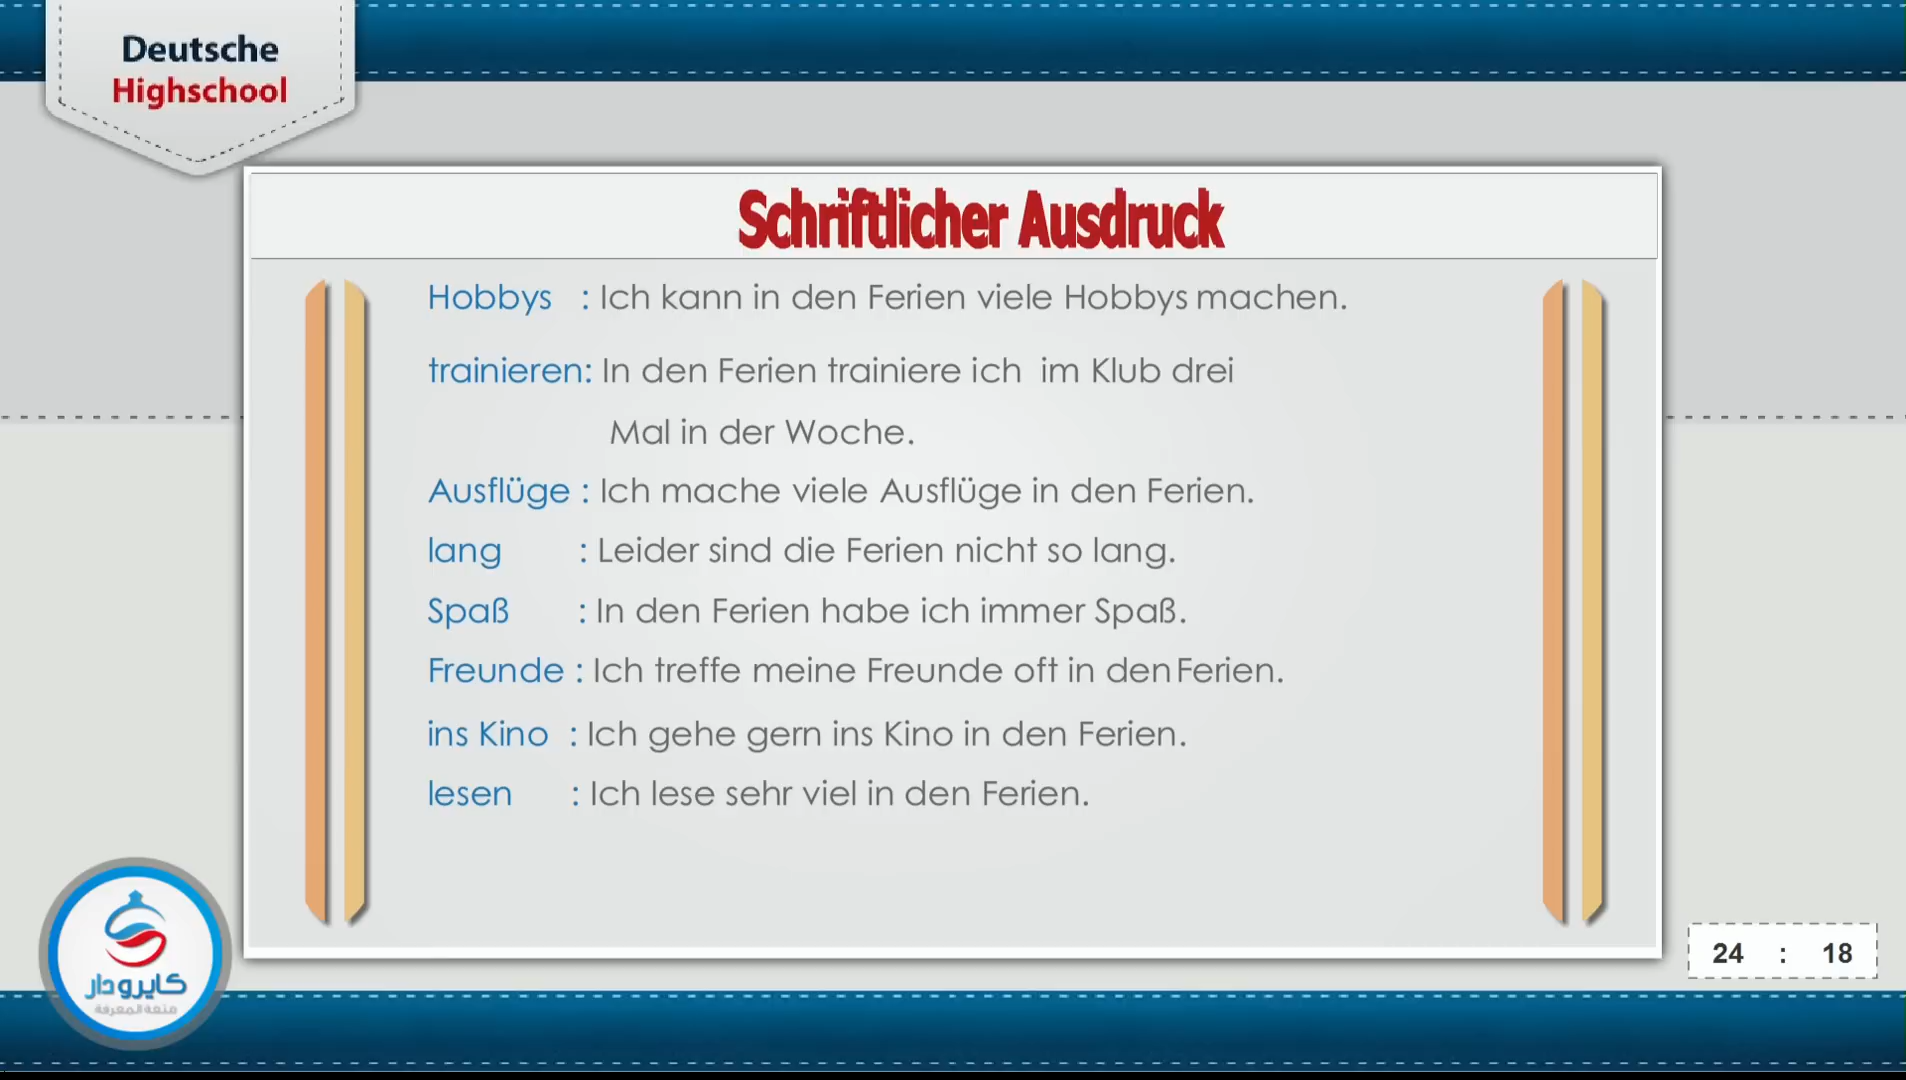 Deutsche
Highschool
Schriftlicher Ausdruck
Hobbys : Ich kann in den Ferien viele Hobbys machen.
trainieren: In den Ferien trainiere ich im Klub drei
Mal in der Woche.
Ausflüge : Ich mache viele Ausflüge in den Ferien.
lang : Leider sind die Ferien nicht so lang.
Spaß : In den Ferien habe ich immer Spaß.
Freunde : Ich treffe meine Freunde oft in den Ferien.
ins Kino : Ich gehe gern ins Kino in den Ferien.
lesen : Ich lese sehr viel in den Ferien.
24 : 18
كايرودار
متعة المعرفة